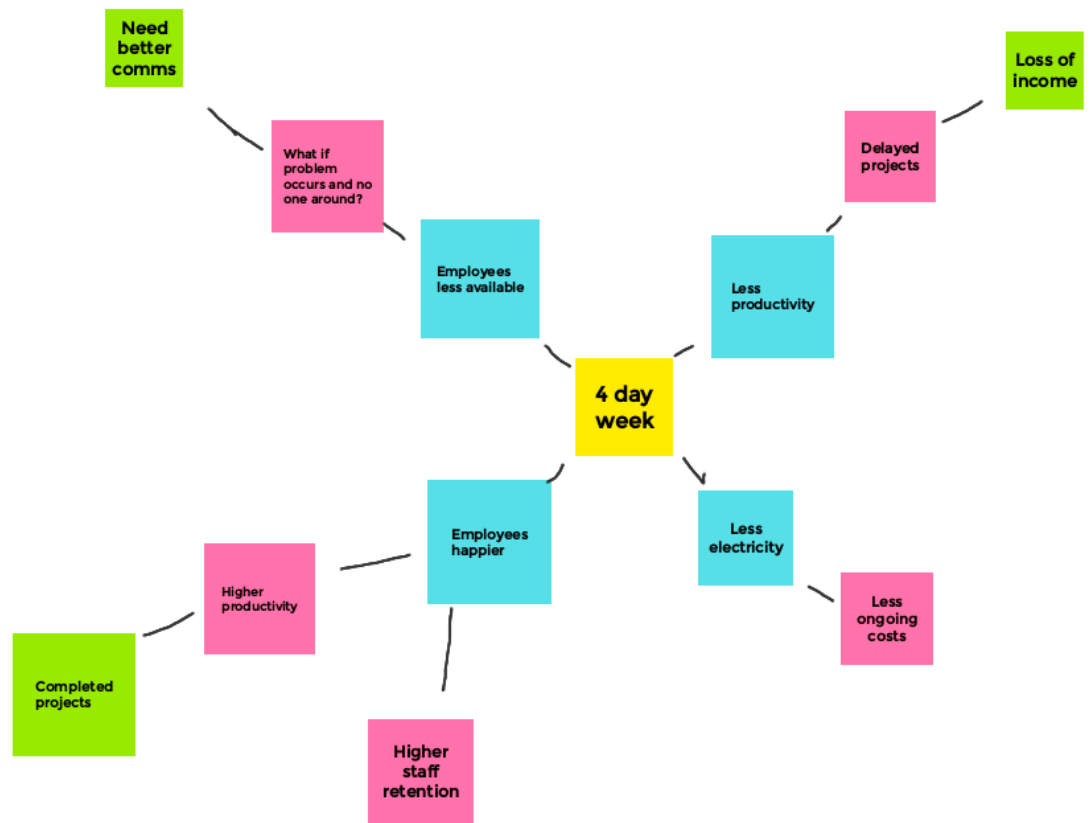 Need
better
comms
Loss of
income
What if
problem
occurs and no
one around?
Delayed
projects
Employees
less available
Less
productivity
4 day
week
Employees
happier
Less
electricity
Higher
productivity
Less
ongoing
costs
Completed
projects
Higher
staff
retention